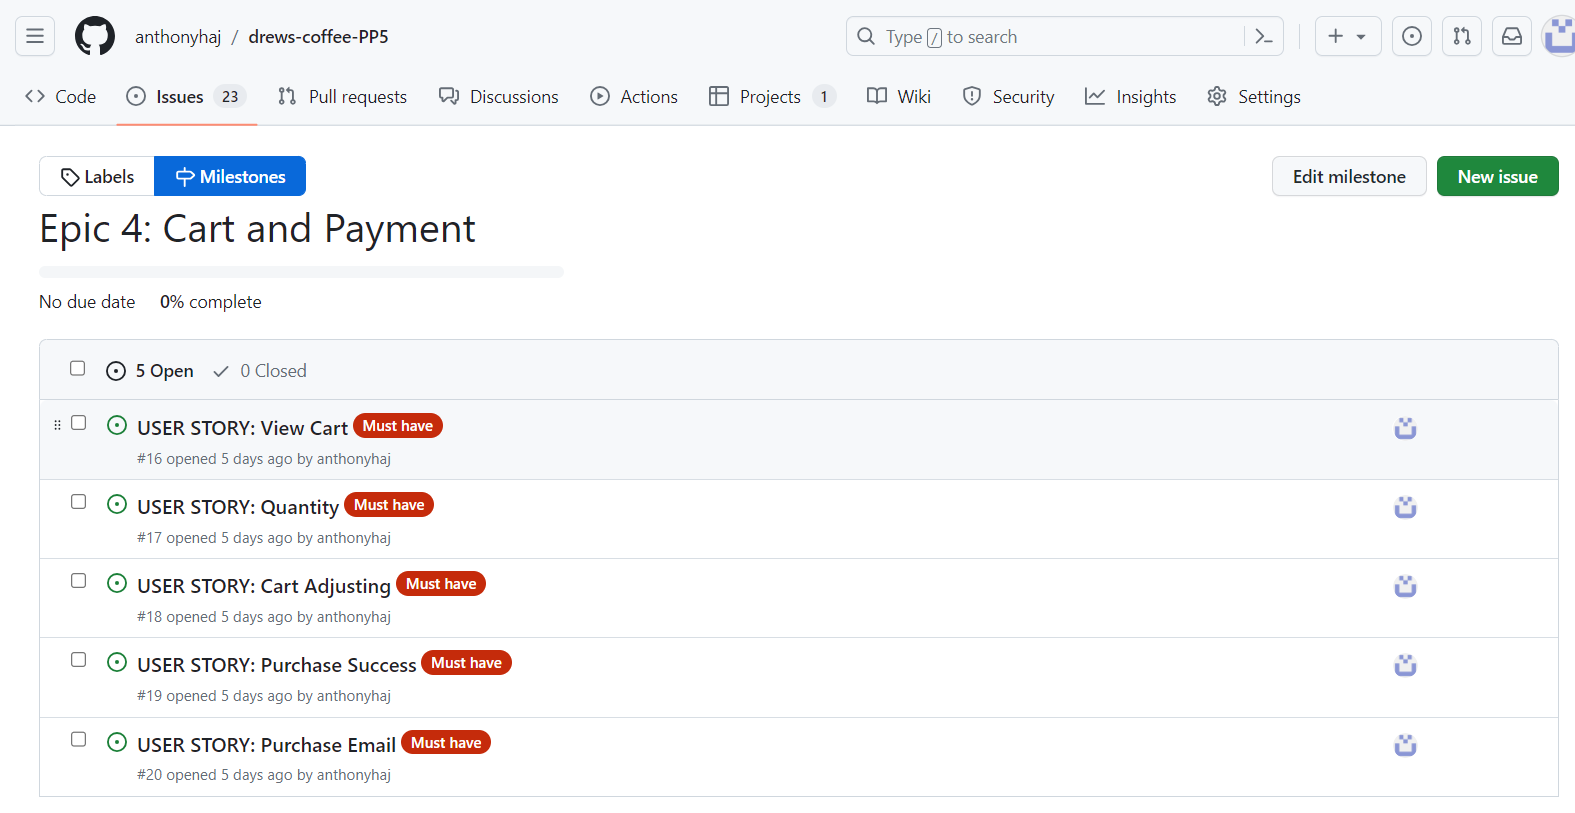 anthonyhaj / drews-coffee-PP5
Type / to search
Code Issues 23 Pull requests Discussions Actions Projects 1 Wiki Security Insights Settings
Labels Milestones Edit milestone New issue
Epic 4: Cart and Payment
No due date 0% complete
5 Open 0 Closed
USER STORY: View Cart Must have
#16 opened 5 days ago by anthonyhaj
USER STORY: Quantity Must have
#17 opened 5 days ago by anthonyhaj
USER STORY: Cart Adjusting Must have
#18 opened 5 days ago by anthonyhaj
USER STORY: Purchase Success Must have
#19 opened 5 days ago by anthonyhaj
USER STORY: Purchase Email Must have
#20 opened 5 days ago by anthonyhaj